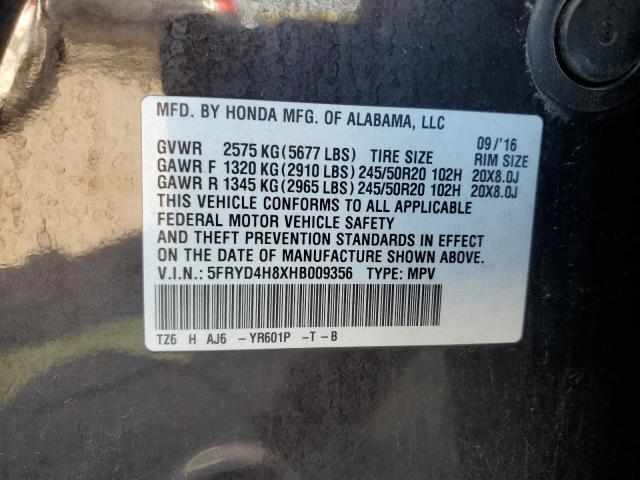 MFD. BY HONDA MFG. OF ALABAMA, LLC
GVWR 2575 KG (5677 LBS) TIRE SIZE 09/'16 RIM SIZE
GAWR F 1320 KG (2910 LBS) 245/50R20 102H 20X8.0J
GAWR R 1345 KG (2965 LBS) 245/50R20 102H 20X8.0J
THIS VEHICLE CONFORMS TO ALL APPLICABLE
FEDERAL MOTOR VEHICLE SAFETY
AND THEFT PREVENTION STANDARDS IN EFFECT
ON THE DATE OF MANUFACTURE SHOWN ABOVE.
V.I.N.: 5FRYD4H8XHB009356 TYPE: MPV
TZ6 H AJ6 -YR601P -T-B